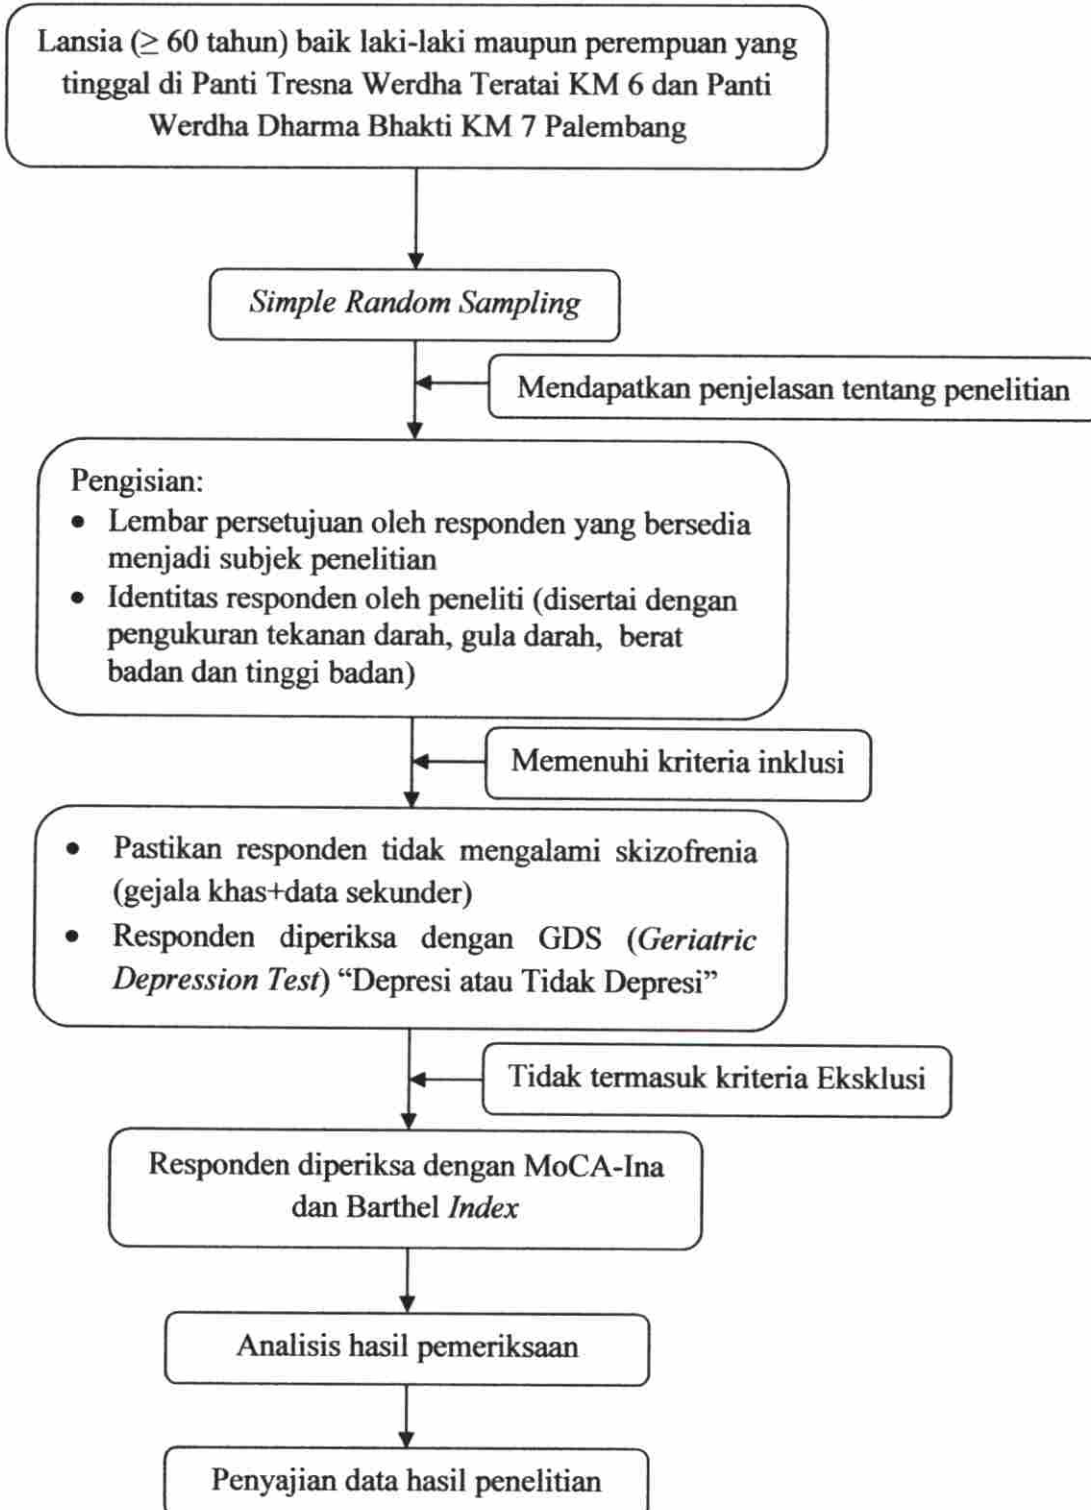 Lansia (≥ 60 tahun) baik laki-laki maupun perempuan yang
tinggal di Panti Tresna Werdha Teratai KM 6 dan Panti
Werdha Dharma Bhakti KM 7 Palembang
Simple Random Sampling
Mendapatkan penjelasan tentang penelitian
Pengisian:
• Lembar persetujuan oleh responden yang bersedia
menjadi subjek penelitian
• Identitas responden oleh peneliti (disertai dengan
pengukuran tekanan darah, gula darah, berat
badan dan tinggi badan)
Memenuhi kriteria inklusi
• Pastikan responden tidak mengalami skizofrenia
(gejala khas+data sekunder)
• Responden diperiksa dengan GDS (Geriatric
Depression Test) “Depresi atau Tidak Depresi”
Tidak termasuk kriteria Eksklusi
Responden diperiksa dengan MoCA-Ina
dan Barthel Index
Analisis hasil pemeriksaan
Penyajian data hasil penelitian